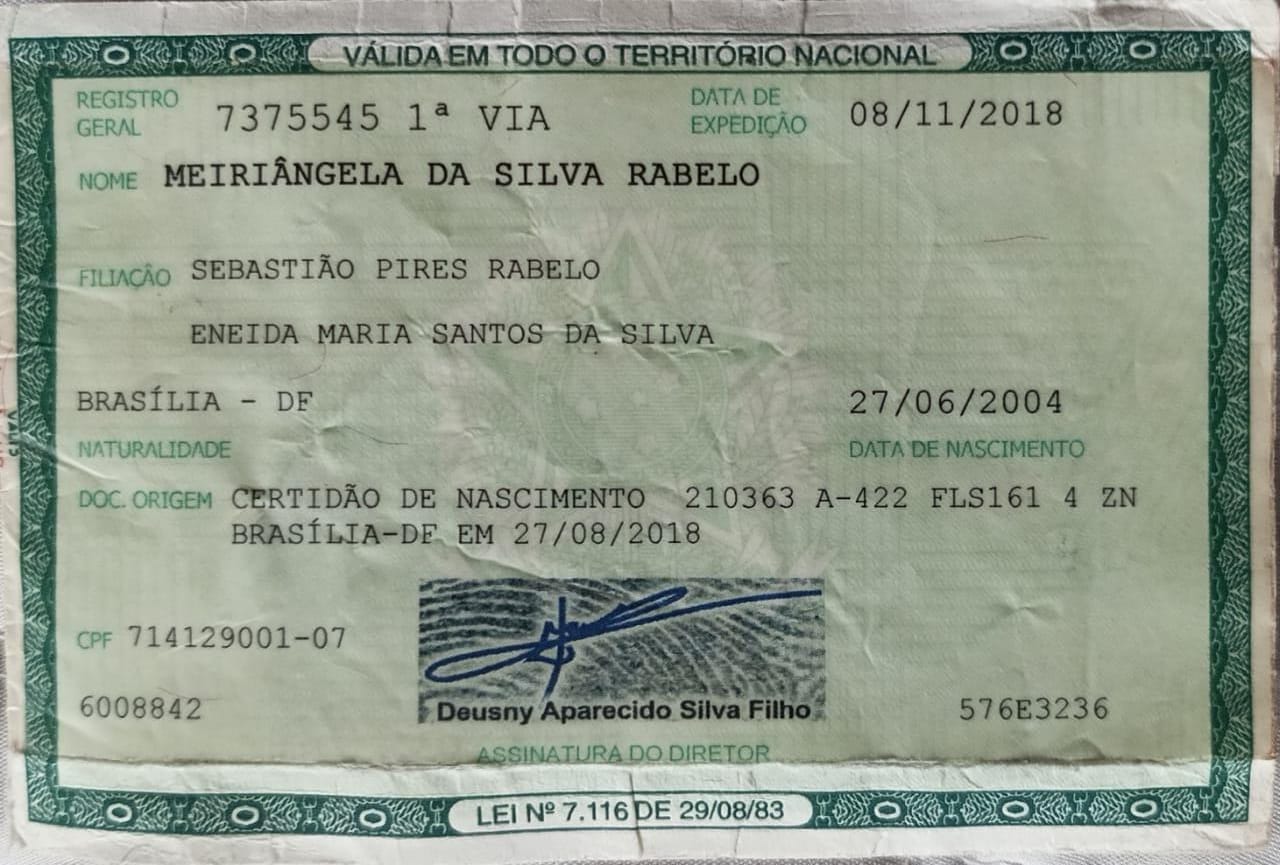 VÁLIDA EM TODO O TERRITÓRIO NACIONAL
REGISTRO GERAL 7375545 1ª VIA DATA DE EXPEDIÇÃO 08/11/2018
NOME MEIRIÂNGELA DA SILVA RABELO
FILIAÇÃO SEBASTIÃO PIRES RABELO
ENEIDA MARIA SANTOS DA SILVA
BRASÍLIA - DF 27/06/2004
NATURALIDADE DATA DE NASCIMENTO
DOC. ORIGEM CERTIDÃO DE NASCIMENTO 210363 A-422 FLS161 4 ZN
BRASÍLIA-DF EM 27/08/2018
CPF 714129001-07
6008842 Deusny Aparecido Silva Filho 576E3236
ASSINATURA DO DIRETOR
LEI Nº 7.116 DE 29/08/83